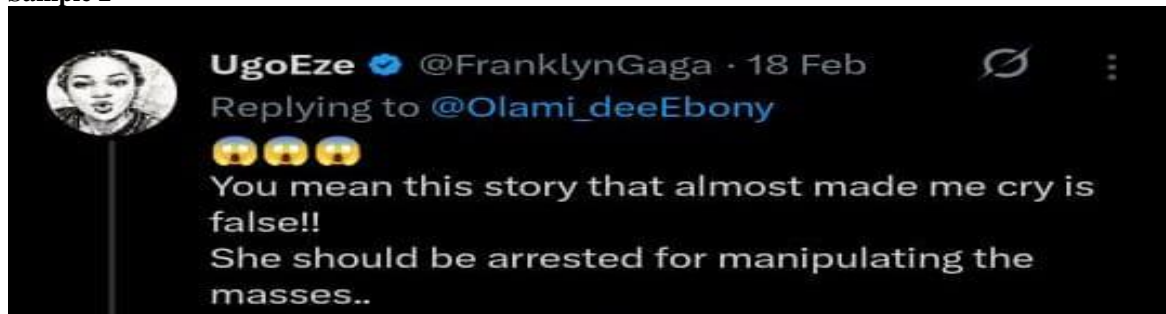 UgoEze @FranklynGaga · 18 Feb
Replying to @Olami_deeEbony
😱😱😱
You mean this story that almost made me cry is
false!!
She should be arrested for manipulating the
masses..